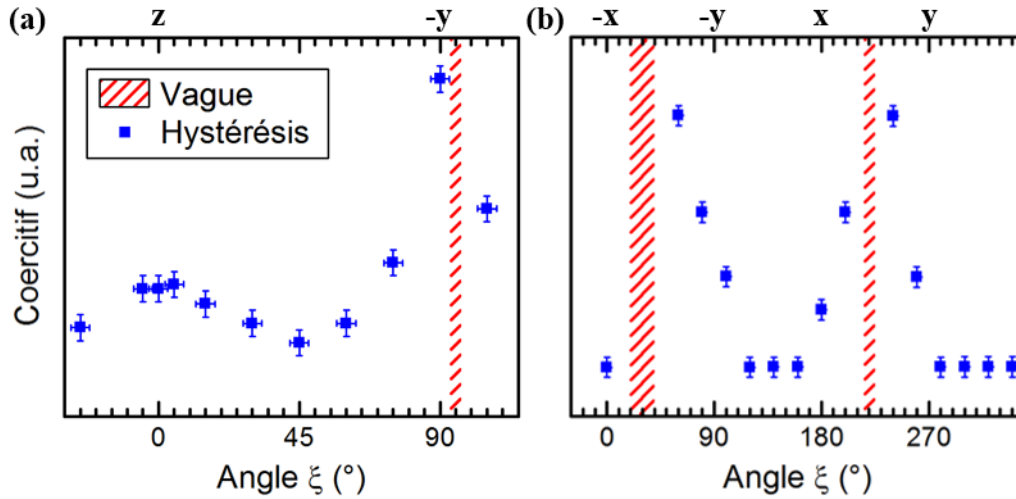 (a) z -y (b) -x -y x y
Vague
Hystérésis
Coercitif (u.a.)
0 45 90 0 90 180 270
Angle ξ (°) Angle ξ (°)